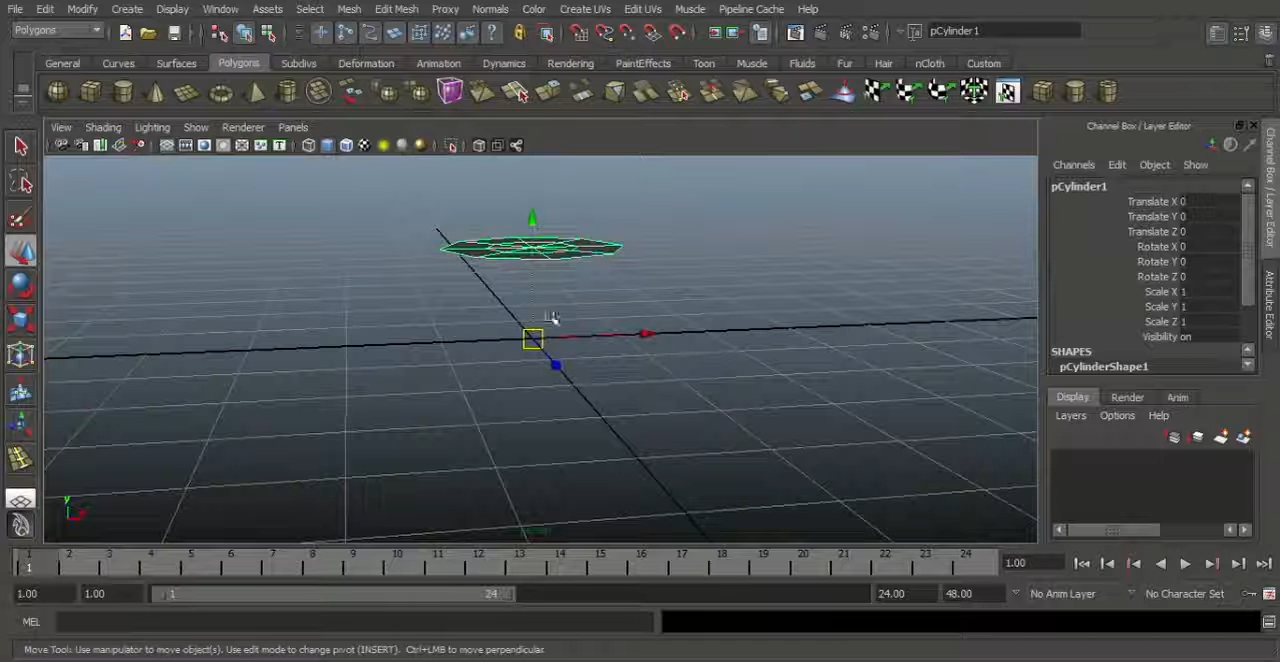 File Edit Modify Create Display Window Assets Select Mesh Edit Mesh Proxy Normals Color Create UVs Edit UVs Muscle Pipeline Cache Help
Polygons pCylinder1
General Curves Surfaces Polygons Subdivs Deformation Animation Dynamics Rendering PaintEffects Toon Muscle Fluids Fur Hair nCloth Custom
View Shading Lighting Show Renderer Panels
Channel Box / Layer Editor
Channels Edit Object Show
pCylinder1
Translate X 0
Translate Y 0
Translate Z 0
Rotate X 0
Rotate Y 0
Rotate Z 0
Scale X 1
Scale Y 1
Scale Z 1
Visibility on
SHAPES
pCylinderShape1
Channel Box / Layer Editor
Attribute Editor
Display Render Anim
Layers Options Help
y
1 2 3 4 5 6 7 8 9 10 11 12 13 14 15 16 17 18 19 20 21 22 23 24
1 1.00
1.00 1.00 1 24 24.00 48.00 No Anim Layer No Character Set
MEL
Move Tool: Use manipulator to move object(s). Use edit mode to change pivot (INSERT). Ctrl+LMB to move perpendicular.